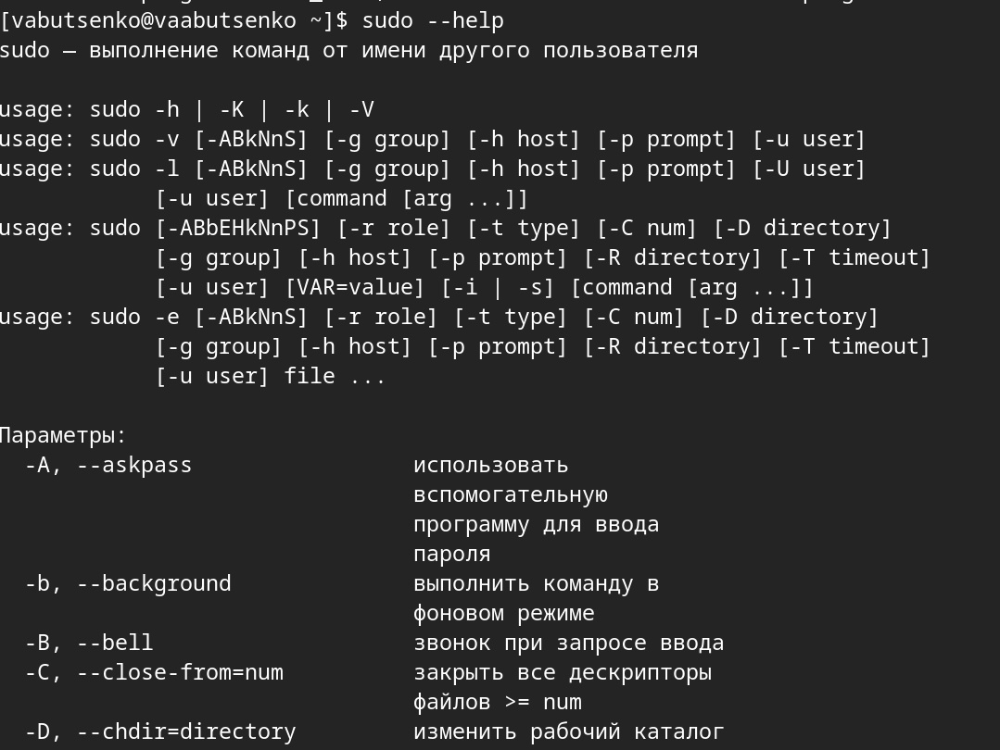 [vabutsenko@vaabutsenko ~]$ sudo --help
sudo — выполнение команд от имени другого пользователя
usage: sudo -h | -K | -k | -V
usage: sudo -v [-ABkNnS] [-g group] [-h host] [-p prompt] [-u user]
usage: sudo -l [-ABkNnS] [-g group] [-h host] [-p prompt] [-U user]
[-u user] [command [arg ...]]
usage: sudo [-ABbEHkNnPS] [-r role] [-t type] [-C num] [-D directory]
[-g group] [-h host] [-p prompt] [-R directory] [-T timeout]
[-u user] [VAR=value] [-i | -s] [command [arg ...]]
usage: sudo -e [-ABkNnS] [-r role] [-t type] [-C num] [-D directory]
[-g group] [-h host] [-p prompt] [-R directory] [-T timeout]
[-u user] file ...
Параметры:
-A, --askpass использовать
вспомогательную
программу для ввода
пароля
-b, --background выполнить команду в
фоновом режиме
-B, --bell звонок при запросе ввода
-C, --close-from=num закрыть все дескрипторы
файлов >= num
-D, --chdir=directory изменить рабочий каталог